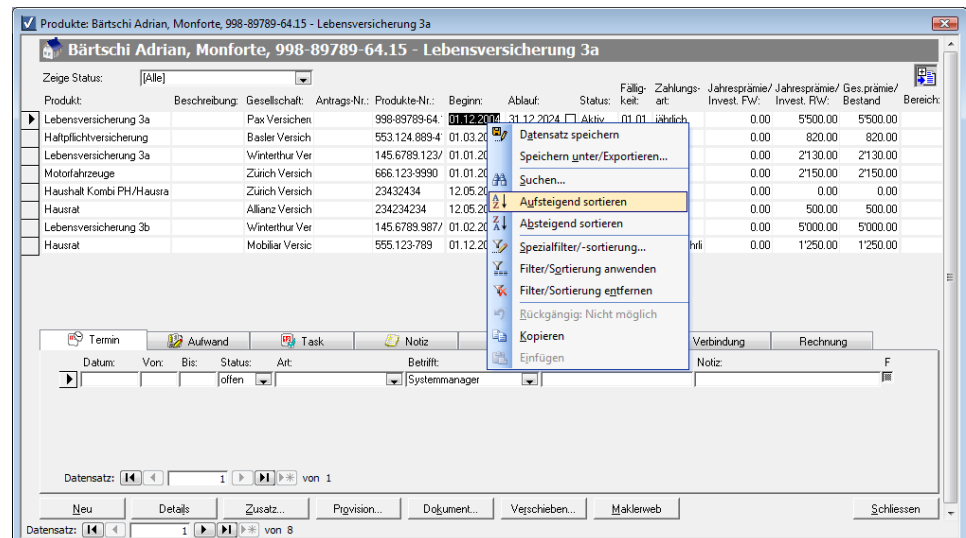 Produkte: Bärtschi Adrian, Monforte, 998-89789-64.15 - Lebensversicherung 3a
Bärtschi Adrian, Monforte, 998-89789-64.15 - Lebensversicherung 3a
Zeige Status: [Alle]
Fällig- Zahlungs- Jahresprämie/ Jahresprämie/ Ges.prämie/
Produkt: Beschreibung: Gesellschaft: Antrags-Nr.: Produkte-Nr.: Beginn: Ablauf: Status: keit: art: Invest. FW: Invest. RW: Bestand Bereich:
Lebensversicherung 3a Pax Versicheru 998-89789-64. 01.12.2004 31.12.2024 Aktiv 01.01 jährlich 0.00 5'500.00 5'500.00
Haftpflichtversicherung Basler Versich 553.124.889-4 01.03.20 0.00 820.00 820.00
Lebensversicherung 3a Winterthur Ver 145.6789.123/ 01.01.20 0.00 2'130.00 2'130.00
Motorfahrzeuge Zürich Versich 666.123-9990 01.01.20 0.00 2'150.00 2'150.00
Haushalt Kombi PH/Hausra Zürich Versich 23432434 12.05.20 0.00 0.00 0.00
Hausrat Allianz Versich 234234234 12.05.20 0.00 500.00 500.00
Lebensversicherung 3b Winterthur Ver 145.6789.987/ 01.02.20 0.00 5'000.00 5'000.00
Hausrat Mobiliar Versic 555.123-789 01.12.20 hrli 0.00 1'250.00 1'250.00
Datensatz speichern
Speichern unter/Exportieren...
Suchen...
Aufsteigend sortieren
Absteigend sortieren
Spezialfilter/-sortierung...
Filter/Sortierung anwenden
Filter/Sortierung entfernen
Rückgängig: Nicht möglich
Kopieren
Einfügen
Termin Aufwand Task Notiz Verbindung Rechnung
Datum: Von: Bis: Status: Art: Betrifft: Notiz: F
offen Systemmanager
Datensatz: 1 von 1
Neu Details Zusatz... Provision... Dokument... Verschieben... Maklerweb Schliessen
Datensatz: 1 von 8